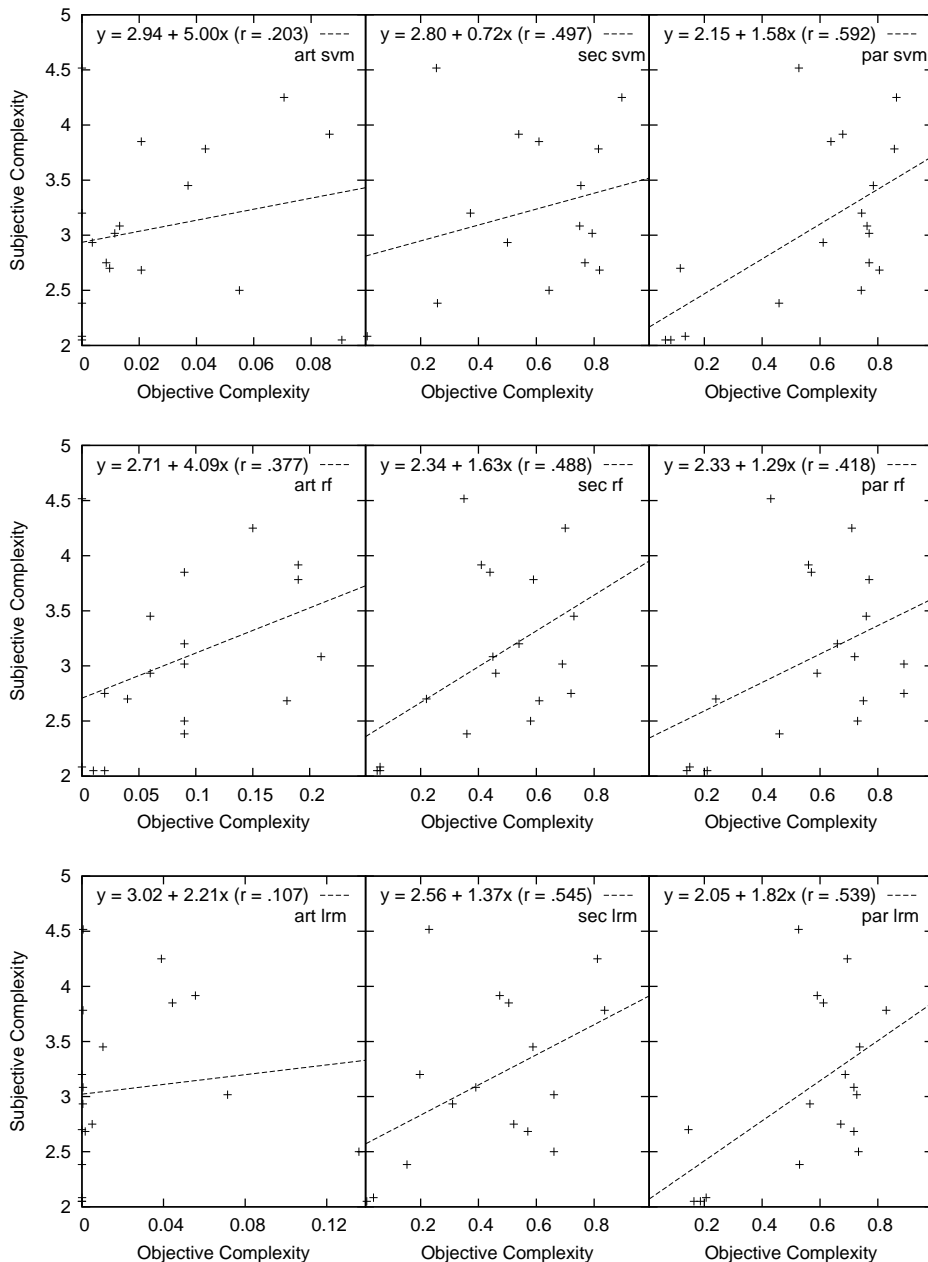 y = 2.94 + 5.00x (r = .203)
art svm
y = 2.80 + 0.72x (r = .497)
sec svm
y = 2.15 + 1.58x (r = .592)
par svm
Subjective Complexity
5
4.5
4
3.5
3
2.5
2
0 0.02 0.04 0.06 0.08
0.2 0.4 0.6 0.8
0.2 0.4 0.6 0.8
Objective Complexity
Objective Complexity
Objective Complexity
y = 2.71 + 4.09x (r = .377)
art rf
y = 2.34 + 1.63x (r = .488)
sec rf
y = 2.33 + 1.29x (r = .418)
par rf
Subjective Complexity
5
4.5
4
3.5
3
2.5
2
0 0.05 0.1 0.15 0.2
0.2 0.4 0.6 0.8
0.2 0.4 0.6 0.8
Objective Complexity
Objective Complexity
Objective Complexity
y = 3.02 + 2.21x (r = .107)
art lrm
y = 2.56 + 1.37x (r = .545)
sec lrm
y = 2.05 + 1.82x (r = .539)
par lrm
Subjective Complexity
5
4.5
4
3.5
3
2.5
2
0 0.04 0.08 0.12
0.2 0.4 0.6 0.8
0.2 0.4 0.6 0.8
Objective Complexity
Objective Complexity
Objective Complexity